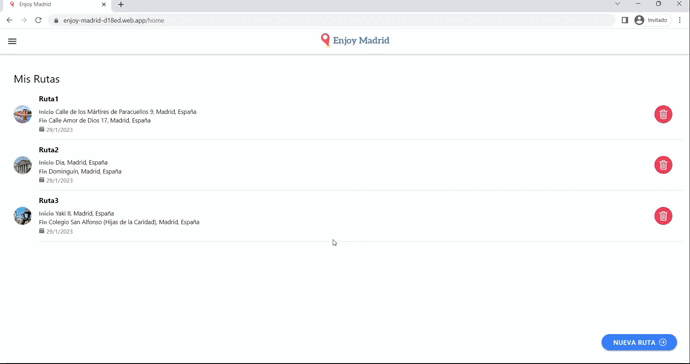 Enjoy Madrid
enjoy-madrid-d18ed.web.app/home
Invitado
Enjoy Madrid
Mis Rutas
Ruta1
Inicio Calle de los Mártires de Paracuellos 9, Madrid, España
Fin Calle Amor de Dios 17, Madrid, España
29/1/2023
Ruta2
Inicio Dia, Madrid, España
Fin Dominguin, Madrid, España
29/1/2023
Ruta3
Inicio Yaki II, Madrid, España
Fin Colegio San Alfonso (Hijas de la Caridad), Madrid, España
29/1/2023
NUEVA RUTA